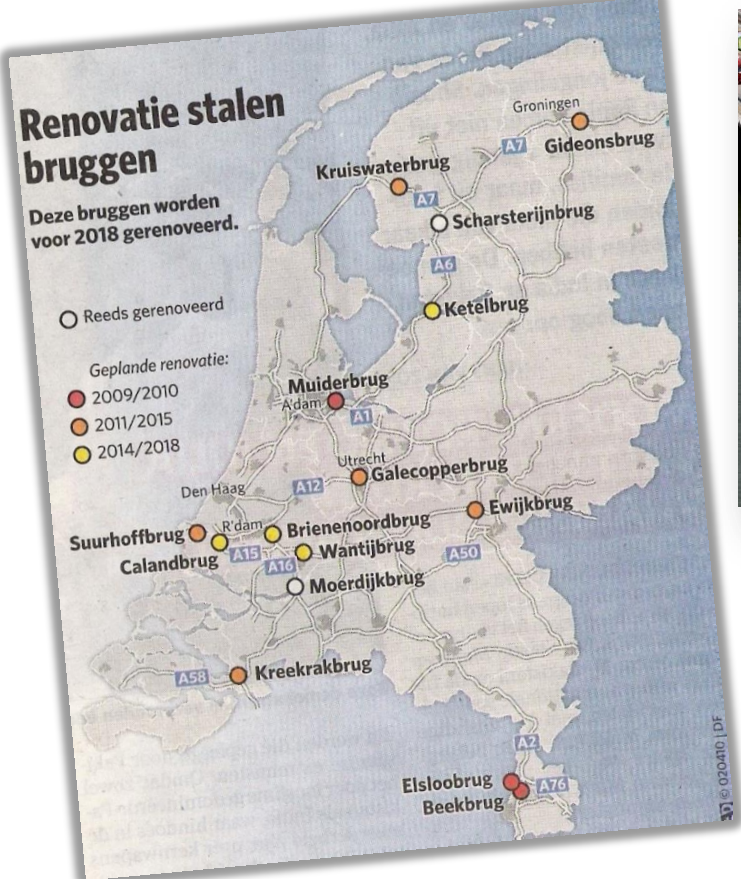 Renovatie stalen
bruggen
Deze bruggen worden
voor 2018 gerenoveerd.
Reeds gerenoveerd
Geplande renovatie:
2009/2010
2011/2015
2014/2018
Groningen
Gideonsbrug
A7
Kruiswaterbrug
A7
Scharsterijnbrug
A6
Ketelbrug
Muiderbrug
A'dam
A1
Utrecht
Galecopperbrug
A12
Den Haag
Ewijkbrug
Suurhoffbrug
R'dam
Brienenoordbrug
Calandbrug
A15
Wantijbrug
A50
A16
Moerdijkbrug
Kreekrakbrug
A58
A2
Elsloobrug
A76
Beekbrug
© 020410 | DF